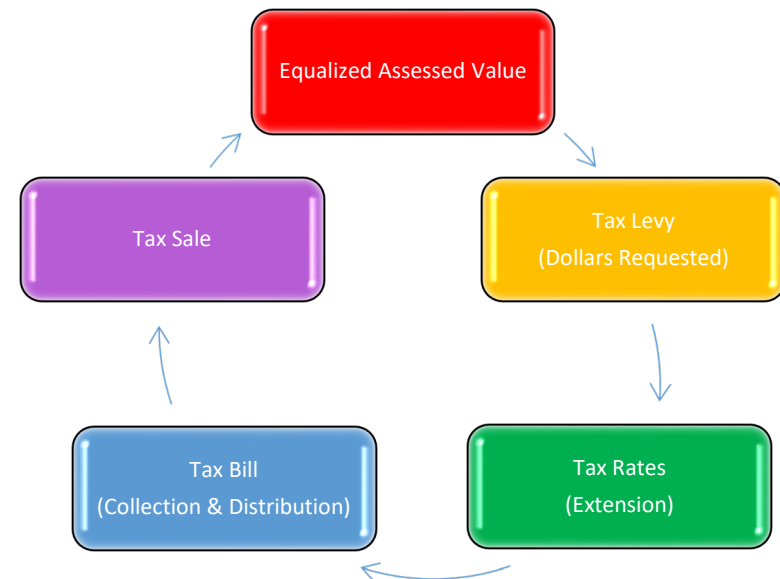 Equalized Assessed Value
Tax Levy
(Dollars Requested)
Tax Rates
(Extension)
Tax Bill
(Collection & Distribution)
Tax Sale